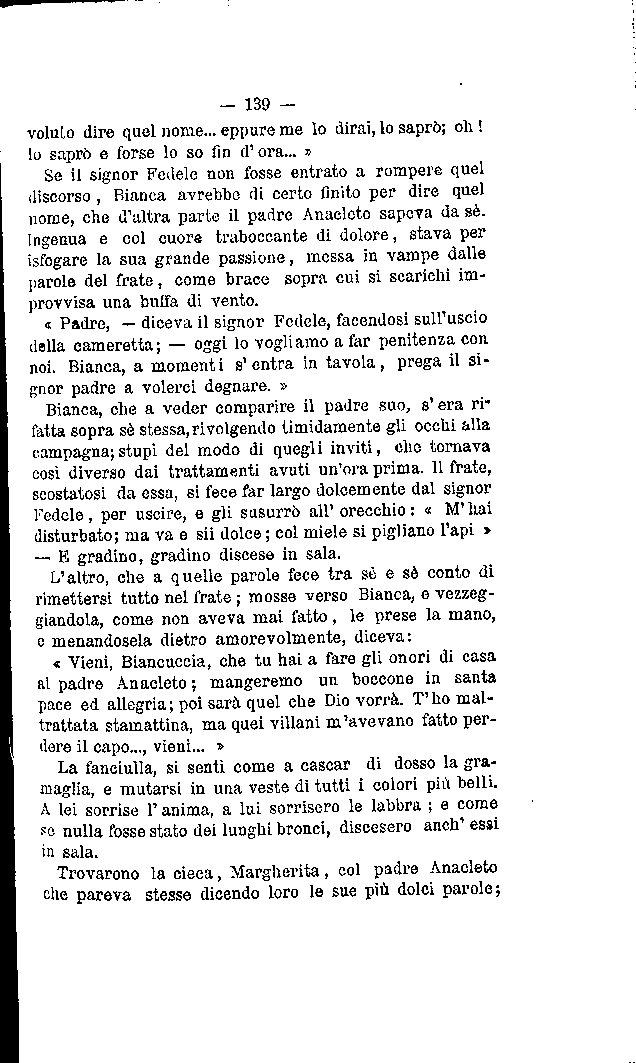 — 139 —
voluto dire quel nome... eppure me lo dirai, lo saprò; oh!
lo saprò e forse lo so fin d'ora... »
Se il signor Fedele non fosse entrato a rompere quel
discorso, Bianca avrebbe di certo finito per dire quel
nome, che d'altra parte il padre Anacleto sapeva da sè.
Ingenua e col cuore traboccante di dolore, stava per
isfogare la sua grande passione, messa in vampe dalle
parole del frate, come brace sopra cui si scarichi im-
provvisa una buffa di vento.
« Padre, — diceva il signor Fedele, facendosi sull'uscio
della cameretta; — oggi lo vogliamo a far penitenza con
noi. Bianca, a momenti s'entra in tavola, prega il si-
gnor padre a volerci degnare. »
Bianca, che a veder comparire il padre suo, s'era ri-
fatta sopra sè stessa, rivolgendo timidamente gli occhi alla
campagna; stupì del modo di quegli inviti, che tornava
così diverso dai trattamenti avuti un'ora prima. Il frate,
scostatosi da essa, si fece far largo dolcemente dal signor
Fedele, per uscire, e gli susurrò all'orecchio: « M'hai
disturbato; ma va e sii dolce; col miele si pigliano l'api »
— E gradino, gradino discese in sala.
L'altro, che a quelle parole fece tra sè e sè conto di
rimettersi tutto nel frate; mosse verso Bianca, e vezzeg-
giandola, come non aveva mai fatto, le prese la mano,
e menandosela dietro amorevolmente, diceva:
« Vieni, Biancuccia, che tu hai a fare gli onori di casa
al padre Anacleto; mangeremo un boccone in santa
pace ed allegria; poi sarà quel che Dio vorrà. T'ho mal-
trattata stamattina, ma quei villani m'avevano fatto per-
dere il capo..., vieni... »
La fanciulla, si sentì come a cascar di dosso la gra-
maglia, e mutarsi in una veste di tutti i colori più belli.
A lei sorrise l'anima, a lui sorrisero le labbra; e come
se nulla fosse stato dei lunghi bronci, discesero anch'essi
in sala.
Trovarono la cieca, Margherita, col padre Anacleto
che pareva stesse dicendo loro le sue più dolci parole;